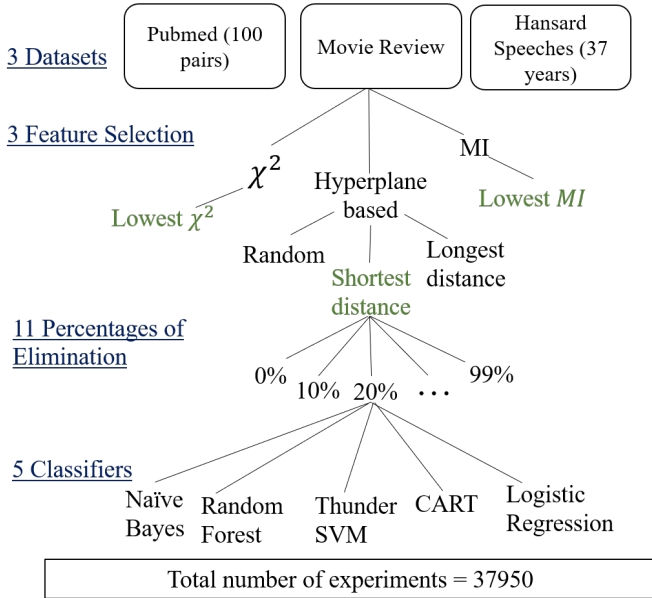 3 Datasets
Pubmed (100
pairs)
Movie Review
Hansard
Speeches (37
years)
3 Feature Selection
χ²
Hyperplane
based
MI
Lowest χ²
Lowest MI
Random
Shortest
distance
Longest
distance
11 Percentages of
Elimination
0%
10%
20%
...
99%
5 Classifiers
Naïve
Bayes
Random
Forest
Thunder
SVM
CART
Logistic
Regression
Total number of experiments = 37950